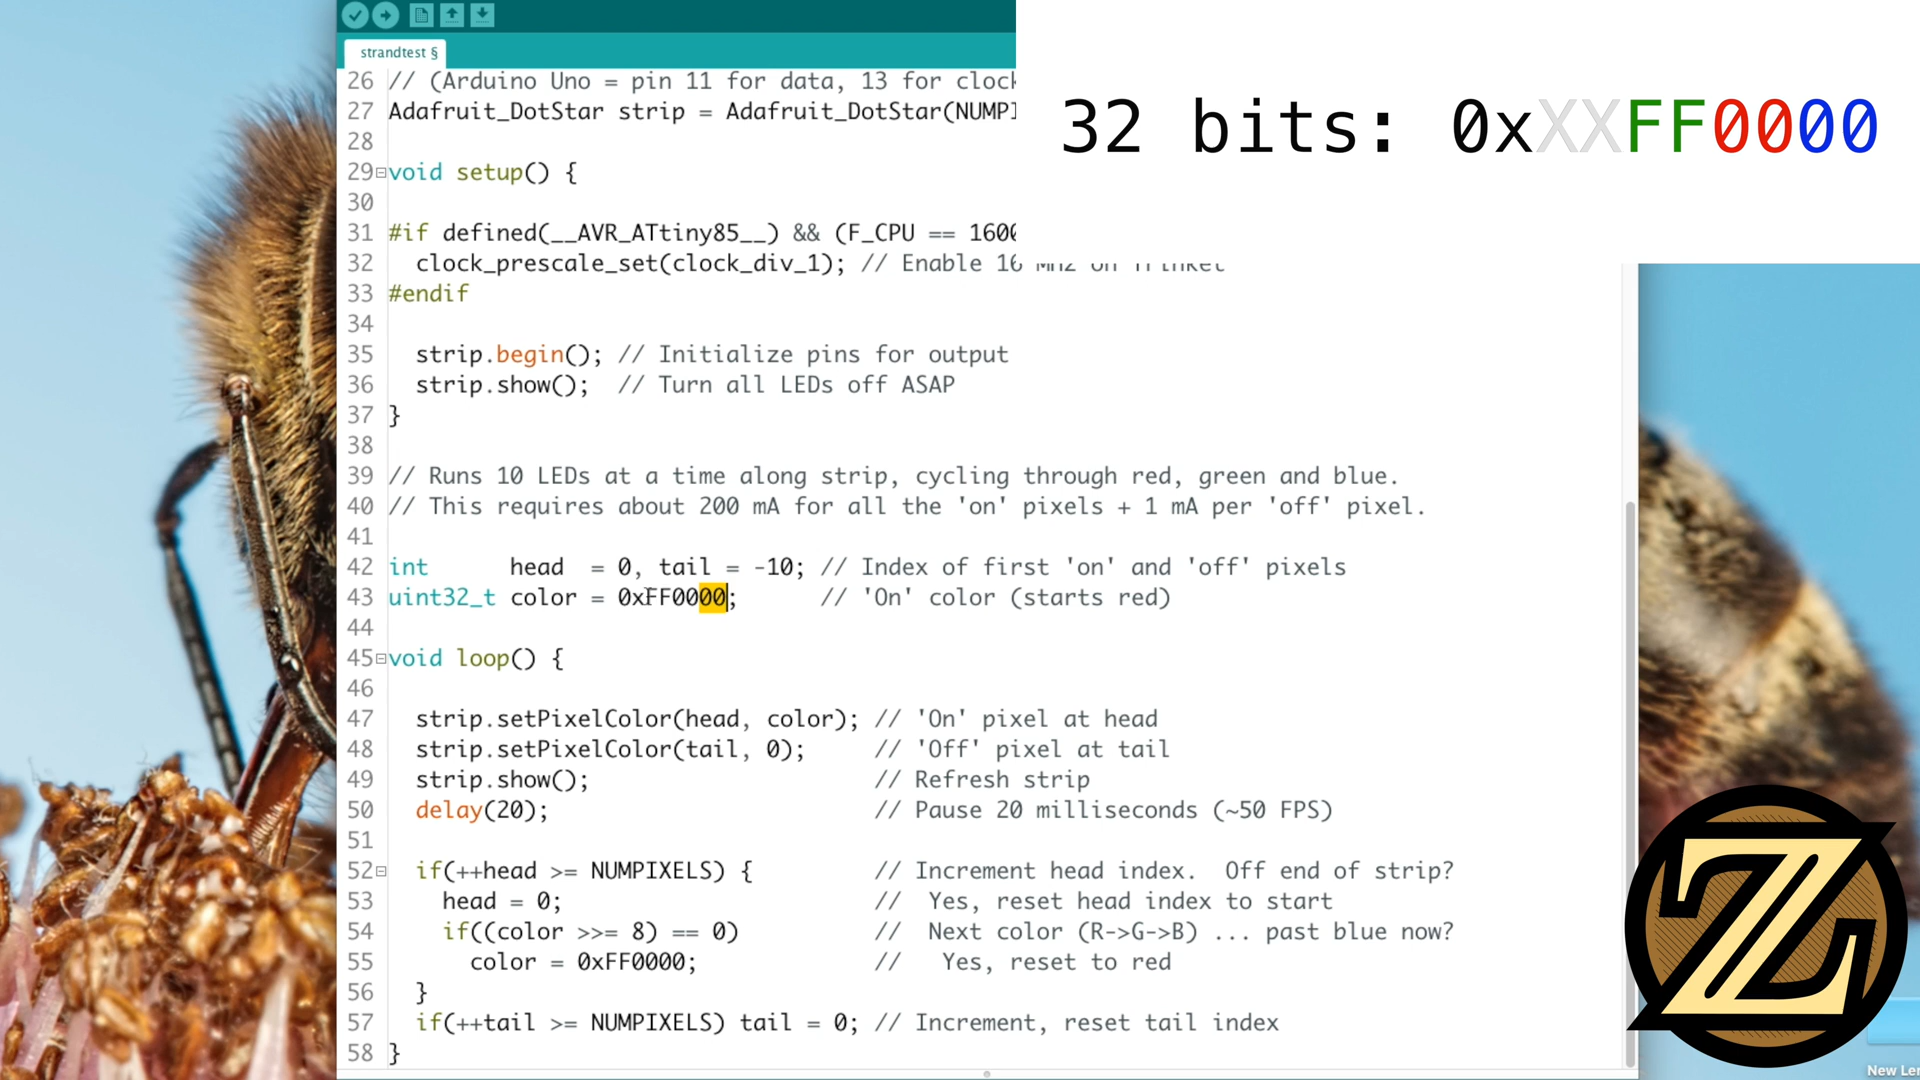 strandtest §
26 // (Arduino Uno = pin 11 for data, 13 for clock
27 Adafruit_DotStar strip = Adafruit_DotStar(NUMPI
28
29 void setup() {
30
31 #if defined(__AVR_ATtiny85__) && (F_CPU == 1600
32 clock_prescale_set(clock_div_1); // Enable 16 MHz on Trinket
33 #endif
34
35 strip.begin(); // Initialize pins for output
36 strip.show(); // Turn all LEDs off ASAP
37 }
38
39 // Runs 10 LEDs at a time along strip, cycling through red, green and blue.
40 // This requires about 200 mA for all the 'on' pixels + 1 mA per 'off' pixel.
41
42 int head = 0, tail = -10; // Index of first 'on' and 'off' pixels
43 uint32_t color = 0xFF0000; // 'On' color (starts red)
44
45 void loop() {
46
47 strip.setPixelColor(head, color); // 'On' pixel at head
48 strip.setPixelColor(tail, 0); // 'Off' pixel at tail
49 strip.show(); // Refresh strip
50 delay(20); // Pause 20 milliseconds (~50 FPS)
51
52 if(++head >= NUMPIXELS) { // Increment head index. Off end of strip?
53 head = 0; // Yes, reset head index to start
54 if((color >>= 8) == 0) // Next color (R->G->B) ... past blue now?
55 color = 0xFF0000; // Yes, reset to red
56 }
57 if(++tail >= NUMPIXELS) tail = 0; // Increment, reset tail index
58 }
32 bits: 0xXXFF0000
Z
New Ler